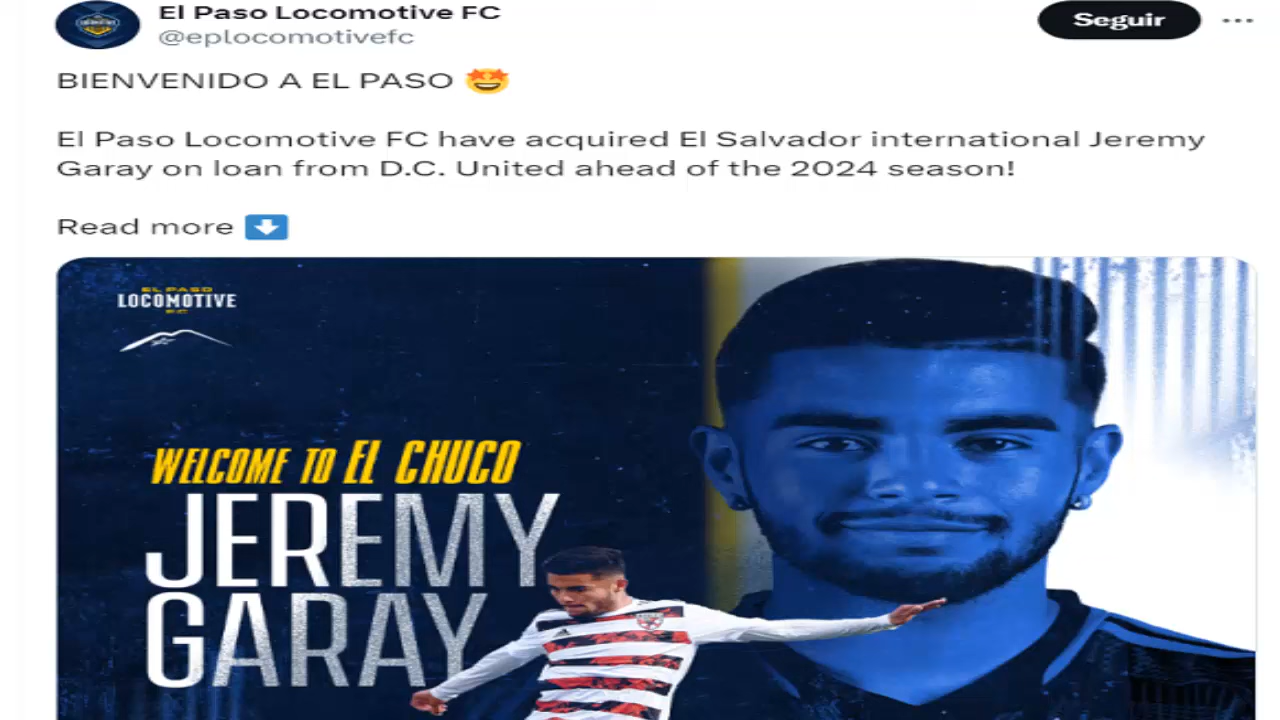 El Paso Locomotive FC
@eplocomotivefc
Seguir
BIENVENIDO A EL PASO
El Paso Locomotive FC have acquired El Salvador international Jeremy
Garay on loan from D.C. United ahead of the 2024 season!
Read more
EL PASO
LOCOMOTIVE
FC
WELCOME TO EL CHUCO
JEREMY
GARAY